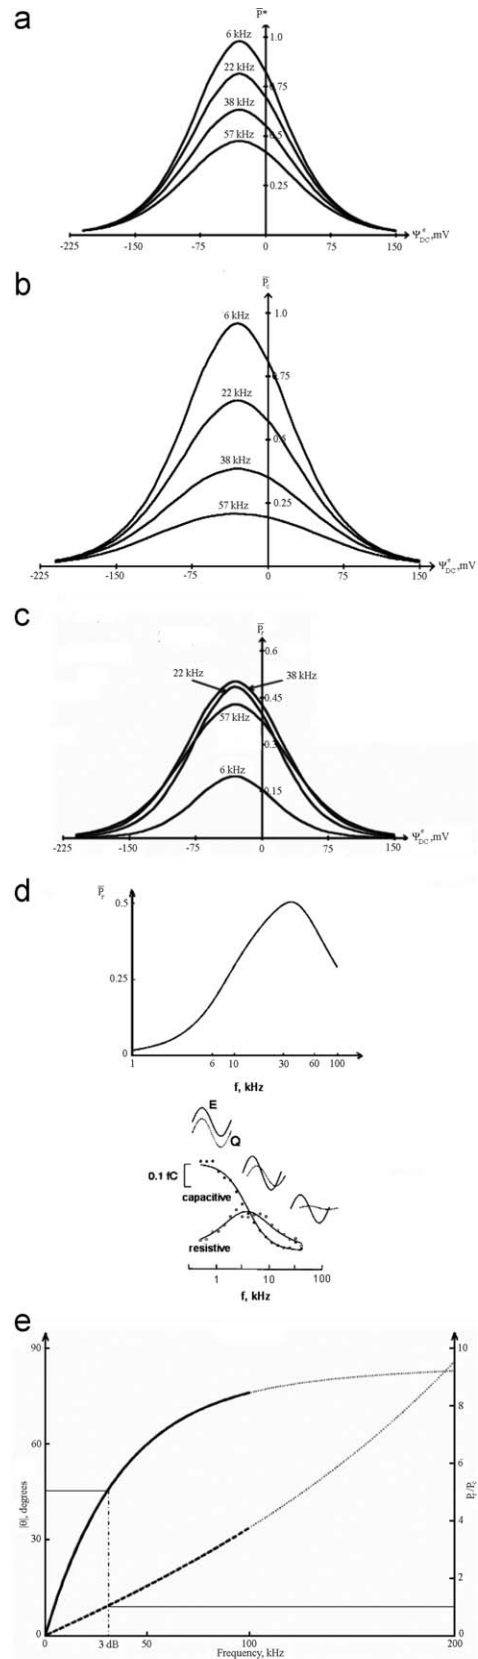 a
P̅*
1.0
6 kHz
22 kHz
0.75
38 kHz
0.5
57 kHz
0.25
-225 -150 -75 0 75 150 Ψ°DC,mV
b
P̅c
1.0
6 kHz
0.75
22 kHz
0.5
38 kHz
0.25
57 kHz
-225 -150 -75 0 75 150 Ψ°DC,mV
c
P̅r
0.6
22 kHz 38 kHz
0.45
57 kHz
0.3
6 kHz
0.15
-225 -150 -75 0 75 150 Ψ°DC,mV
d
P̅r
0.5
0.25
0
1 6 10 30 60 100
f, kHz
E
Q
0.1 fC
capacitive
resistive
1 10 100
f, kHz
e
90 10
8
60
|θ|, degrees P̅r/P̅c
6
4
30
2
0 0
0 3 dB 50 100 200
Frequency, kHz